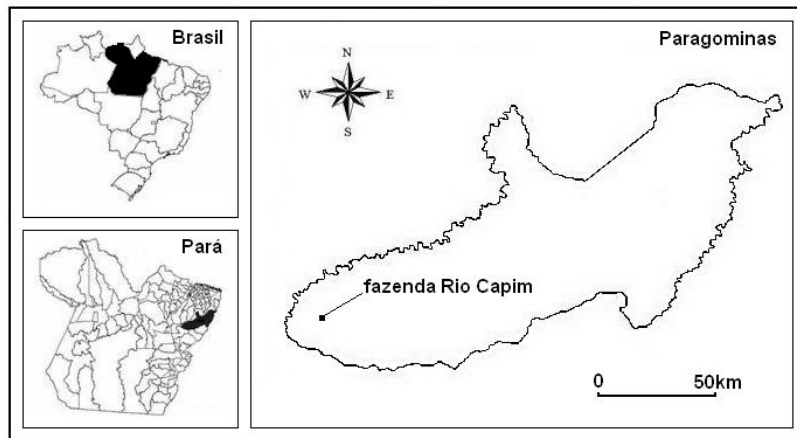 Brasil
Pará
Paragominas
N
W E
S
fazenda Rio Capim
0 50km